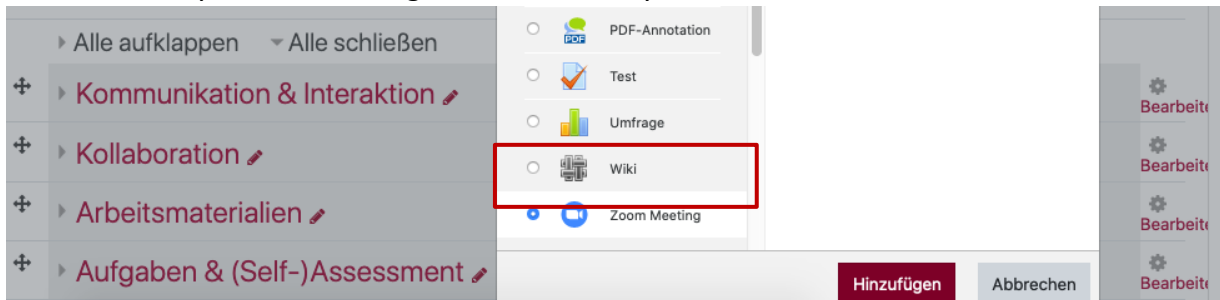 Alle aufklappen Alle schließen
Kommunikation & Interaktion
Kollaboration
Arbeitsmaterialien
Aufgaben & (Self-)Assessment
PDF
PDF-Annotation
Test
Umfrage
Wiki
Zoom Meeting
Hinzufügen Abbrechen
Bearbeite
Bearbeite
Bearbeite
Bearbeite